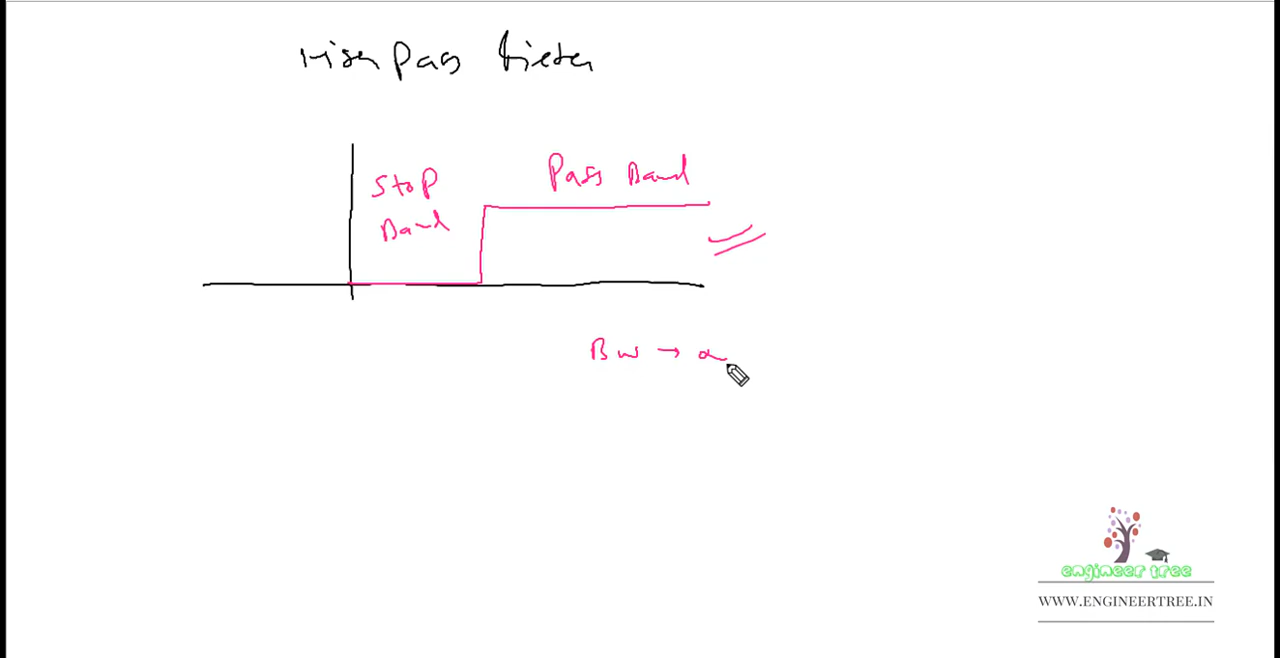 High Pass Filter
Stop
Band
Pass Band
BW → ∞
engineer tree
WWW.ENGINEERTREE.IN